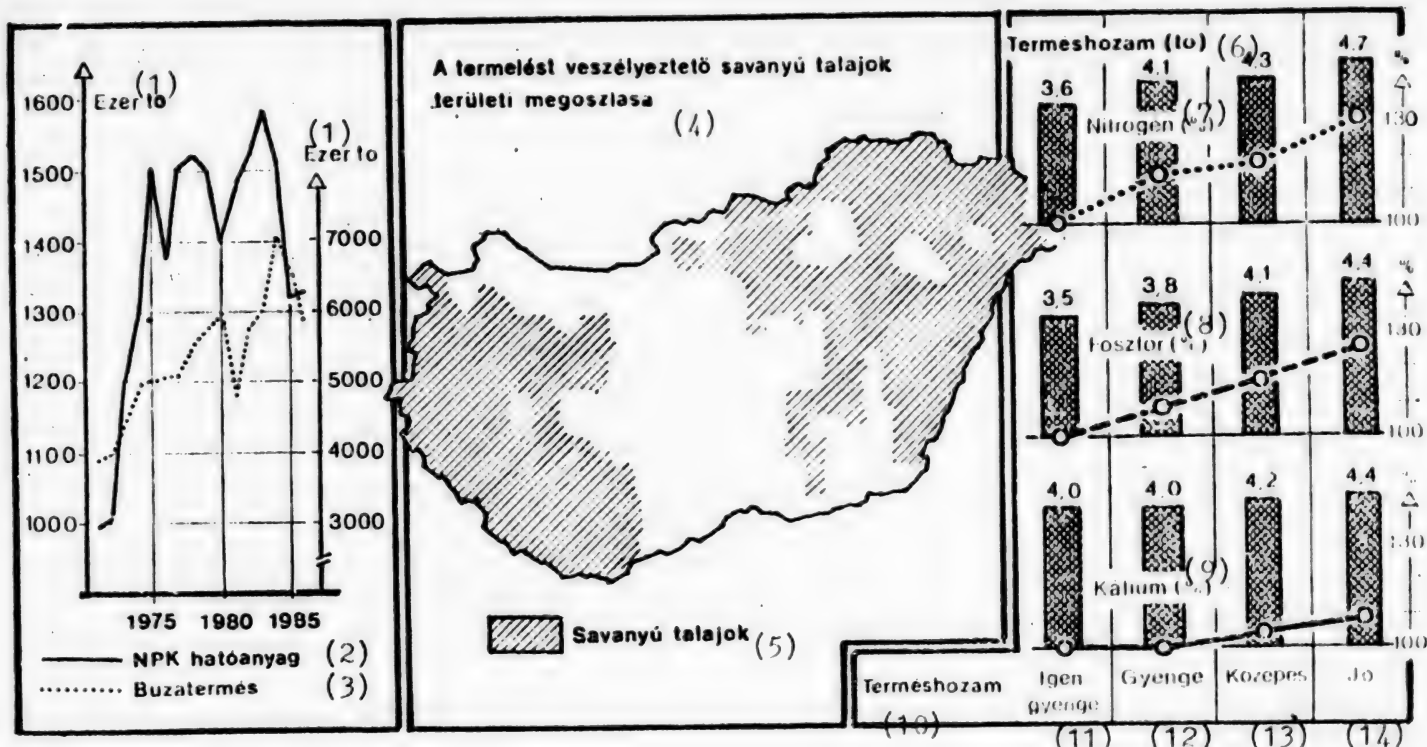 (1)
Ezer to
1600
1500
1400
1300
1200
1100
1000
(1)
Ezer to
7000
6000
5000
4000
3000
1975 1980 1985
NPK hatóanyag (2)
Buzatermés (3)
A termelést veszélyeztető savanyú talajok
területi megoszlasa
(4)
Savanyú talajok (5)
Terméshozam (to) (6)
3.6 4.1 4.3 4.7 %
Nitrogen (%) (7)
130
100
3.5 3.8 4.1 4.4 %
Foszfor (%) (8)
130
100
4.0 4.0 4.2 4.4 %
Kálium (%) (9)
130
100
Terméshozam (10)
Igen gyenge (11)
Gyenge (12)
Közepes (13)
Jo (14)